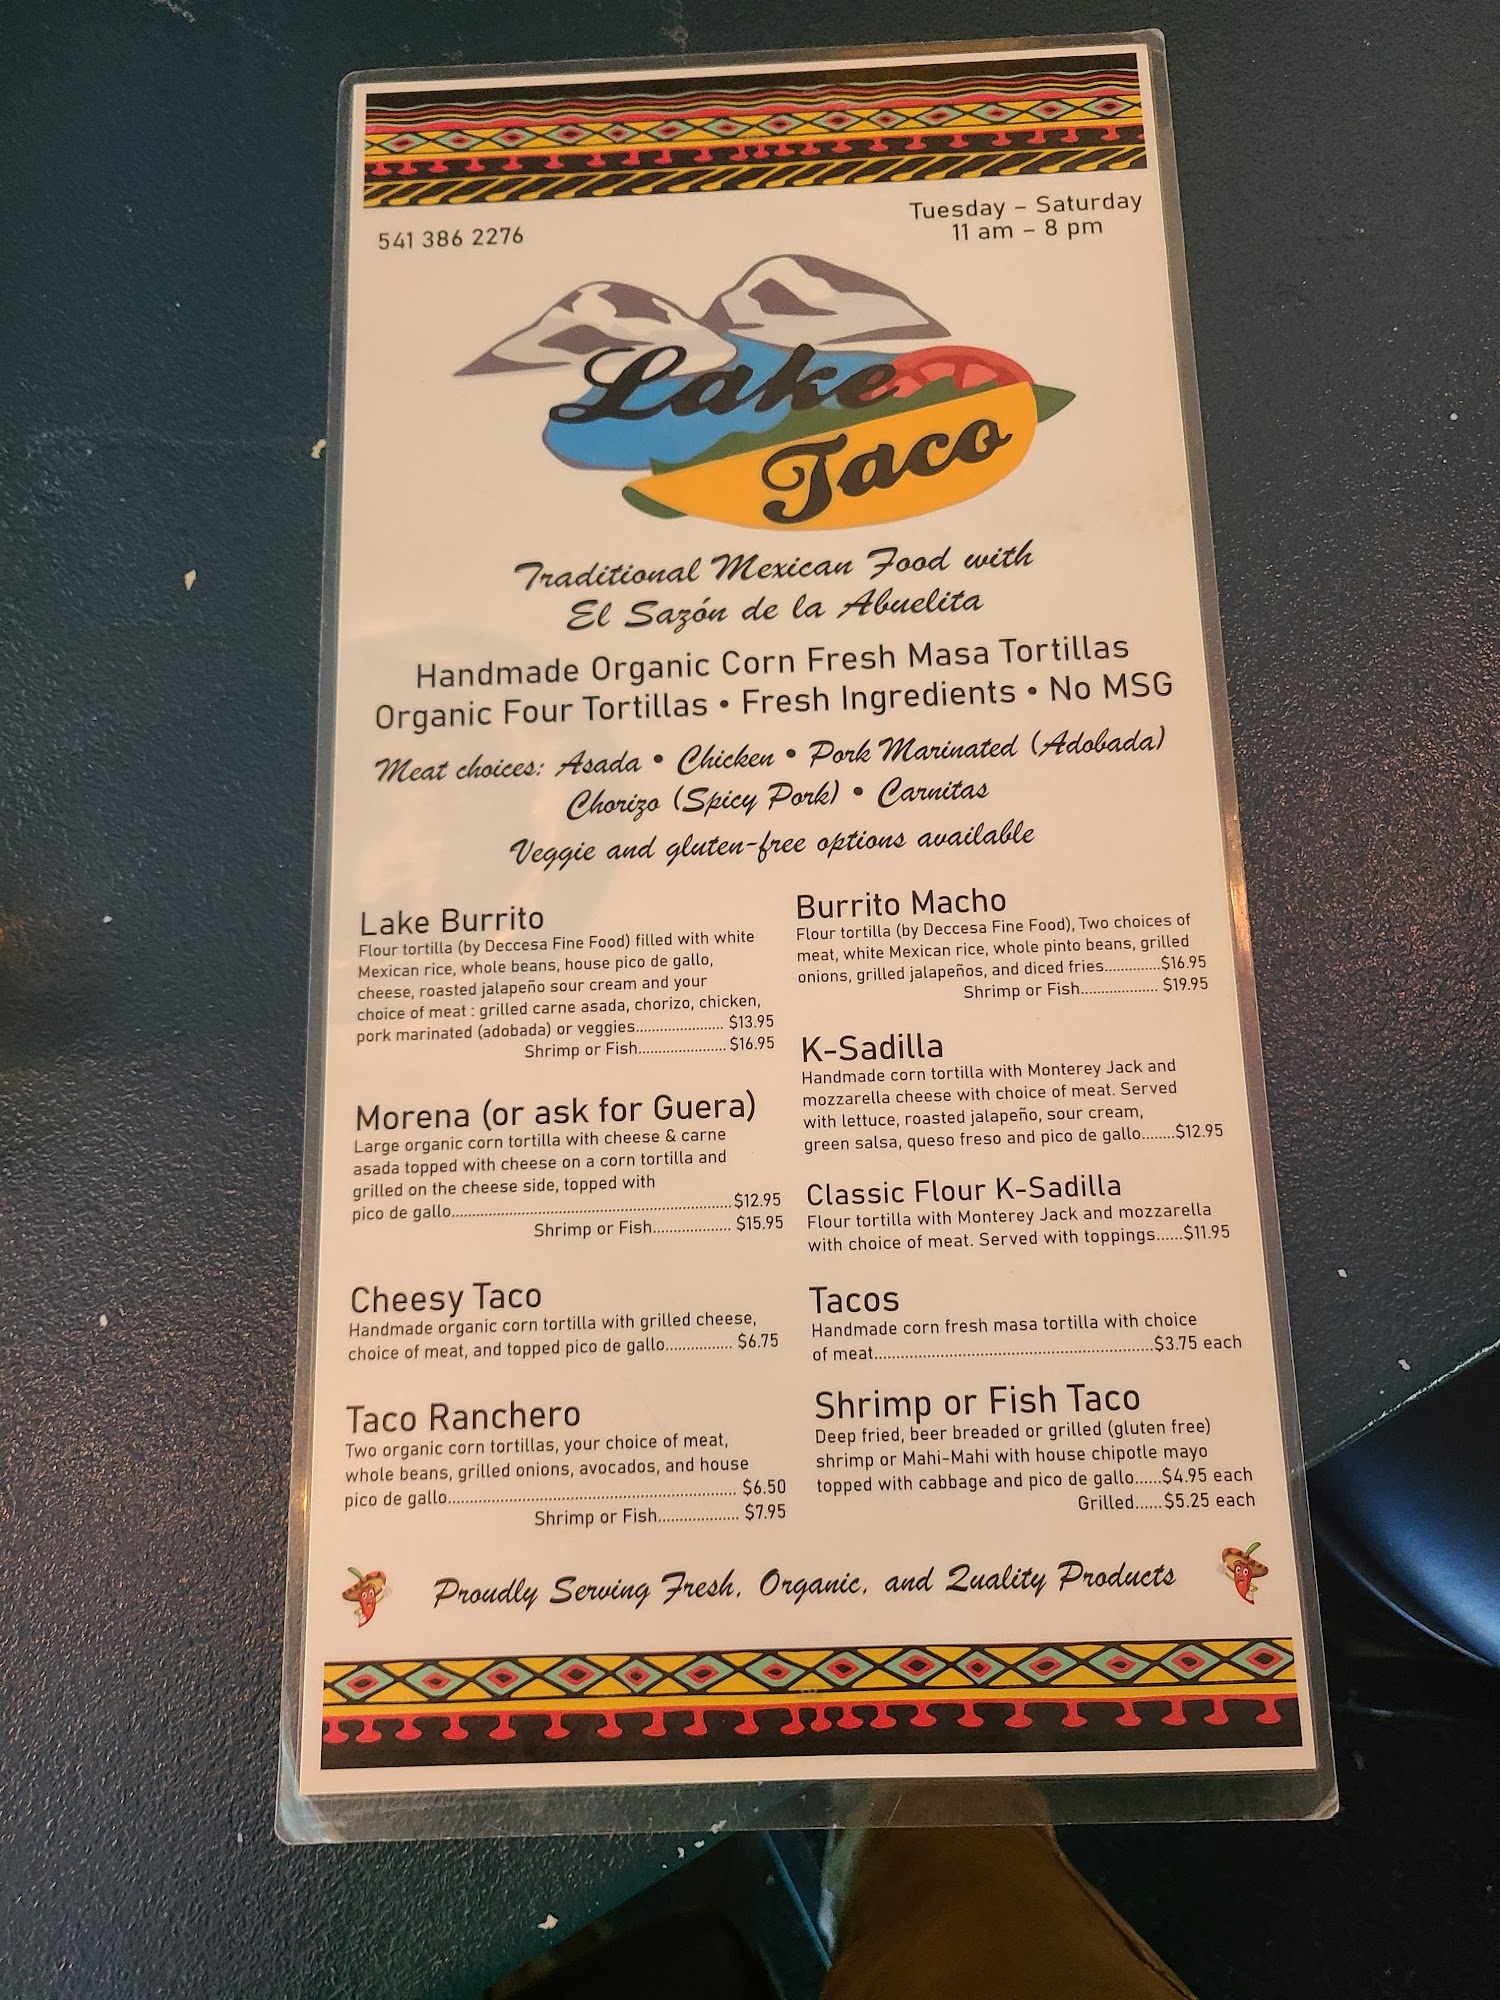 541 386 2276
Tuesday – Saturday
11 am – 8 pm
Lake
Taco
Traditional Mexican Food with
El Sazón de la Abuelita
Handmade Organic Corn Fresh Masa Tortillas
Organic Four Tortillas • Fresh Ingredients • No MSG
Meat choices: Asada • Chicken • Pork Marinated (Adobada)
Chorizo (Spicy Pork) • Carnitas
Veggie and gluten-free options available
Lake Burrito
Flour tortilla (by Deccesa Fine Food) filled with white
Mexican rice, whole beans, house pico de gallo,
cheese, roasted jalapeño sour cream and your
choice of meat : grilled carne asada, chorizo, chicken,
pork marinated (adobada) or veggies...................... $13.95
Shrimp or Fish...................... $16.95
Morena (or ask for Guera)
Large organic corn tortilla with cheese & carne
asada topped with cheese on a corn tortilla and
grilled on the cheese side, topped with
pico de gallo.....................................................................$12.95
Shrimp or Fish................... $15.95
Cheesy Taco
Handmade organic corn tortilla with grilled cheese,
choice of meat, and topped pico de gallo................ $6.75
Taco Ranchero
Two organic corn tortillas, your choice of meat,
whole beans, grilled onions, avocados, and house
pico de gallo...................................................................... $6.50
Shrimp or Fish.................... $7.95
Burrito Macho
Flour tortilla (by Deccesa Fine Food), Two choices of
meat, white Mexican rice, whole pinto beans, grilled
onions, grilled jalapeños, and diced fries.............$16.95
Shrimp or Fish................... $19.95
K-Sadilla
Handmade corn tortilla with Monterey Jack and
mozzarella cheese with choice of meat. Served
with lettuce, roasted jalapeño, sour cream,
green salsa, queso freso and pico de gallo........$12.95
Classic Flour K-Sadilla
Flour tortilla with Monterey Jack and mozzarella
with choice of meat. Served with toppings......$11.95
Tacos
Handmade corn fresh masa tortilla with choice
of meat....................................................................$3.75 each
Shrimp or Fish Taco
Deep fried, beer breaded or grilled (gluten free)
shrimp or Mahi-Mahi with house chipotle mayo
topped with cabbage and pico de gallo......$4.95 each
Grilled......$5.25 each
Proudly Serving Fresh, Organic, and Quality Products